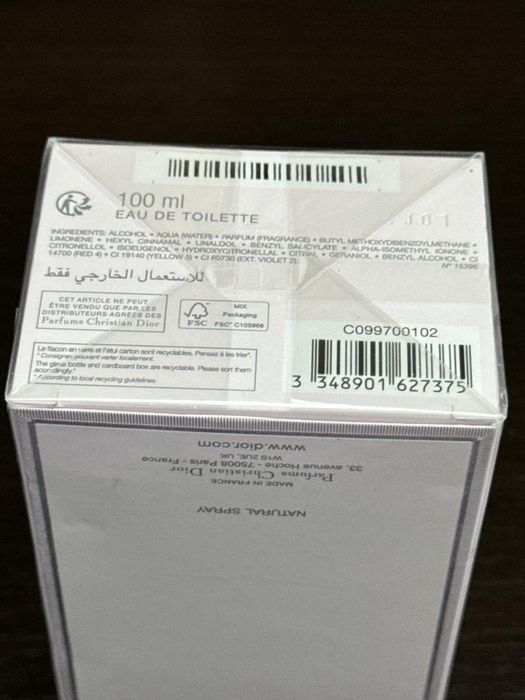 100 ml
EAU DE TOILETTE
INGREDIENTS: ALCOHOL • AQUA (WATER) • PARFUM (FRAGRANCE) • BUTYL METHOXYDIBENZOYLMETHANE •
LIMONENE • HEXYL CINNAMAL • LINALOOL • BENZYL SALICYLATE • ALPHA-ISOMETHYL IONONE •
CITRONELLOL • ISOEUGENOL • HYDROXYCITRONELLAL • CITRAL • GERANIOL • BENZYL ALCOHOL • CI
14700 (RED 4) • CI 19140 (YELLOW 5) • CI 60730 (EXT. VIOLET 2).
N° 15396
للاستعمال الخارجي فقط
CET ARTICLE NE PEUT
ÊTRE VENDU QUE PAR LES
DISTRIBUTEURS AGRÉÉS DES
Parfums Christian Dior
FSC
MIX
Packaging
FSC® C105966
Le flacon en verre et l'étui carton sont recyclables. Pensez à les trier*.
*Consignes pouvant varier localement.
The glass bottle and cardboard box are recyclable. Please sort them
accordingly.*
*According to local recycling guidelines.
C099700102
3 348901 627375
www.dior.com
W1S 2UE, UK
33, avenue Hoche - 75008 Paris - France
Parfums Christian Dior
MADE IN FRANCE
NATURAL SPRAY